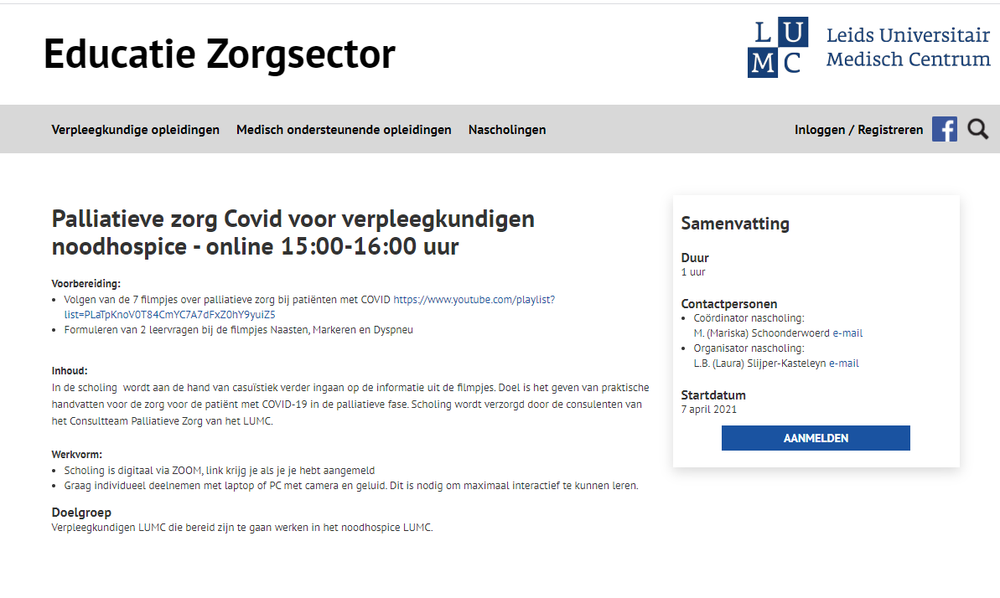 Educatie Zorgsector
L U
M C
Leids Universitair
Medisch Centrum
Verpleegkundige opleidingen Medisch ondersteunende opleidingen Nascholingen Inloggen / Registreren f
Palliatieve zorg Covid voor verpleegkundigen
noodhospice - online 15:00-16:00 uur
Voorbereiding:
• Volgen van de 7 filmpjes over palliatieve zorg bij patiënten met COVID https://www.youtube.com/playlist?
list=PLaTpKnoV0T84CmYC7A7dFxZ0hY9yuiZ5
• Formuleren van 2 leervragen bij de filmpjes Naasten, Markeren en Dyspneu
Inhoud:
In de scholing wordt aan de hand van casuïstiek verder ingaan op de informatie uit de filmpjes. Doel is het geven van praktische
handvatten voor de zorg voor de patiënt met COVID-19 in de palliatieve fase. Scholing wordt verzorgd door de consulenten van
het Consultteam Palliatieve Zorg van het LUMC.
Werkvorm:
• Scholing is digitaal via ZOOM, link krijg je als je je hebt aangemeld
• Graag individueel deelnemen met laptop of PC met camera en geluid. Dit is nodig om maximaal interactief te kunnen leren.
Doelgroep
Verpleegkundigen LUMC die bereid zijn te gaan werken in het noodhospice LUMC.
Samenvatting
Duur
1 uur
Contactpersonen
• Coördinator nascholing:
M. (Mariska) Schoonderwoerd e-mail
• Organisator nascholing:
L.B. (Laura) Slijper-Kasteleyn e-mail
Startdatum
7 april 2021
AANMELDEN